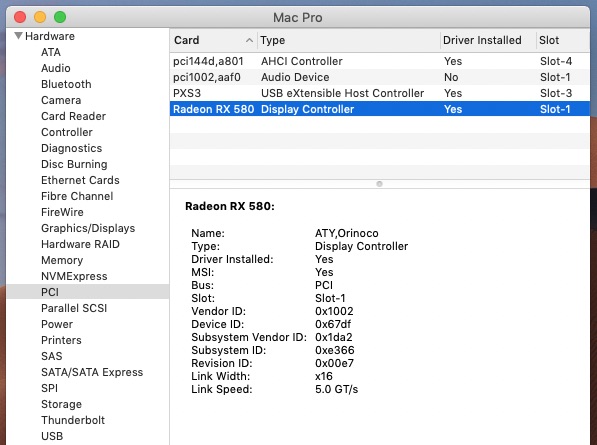 Mac Pro
Hardware
ATA
Audio
Bluetooth
Camera
Card Reader
Controller
Diagnostics
Disc Burning
Ethernet Cards
Fibre Channel
FireWire
Graphics/Displays
Hardware RAID
Memory
NVMExpress
PCI
Parallel SCSI
Power
Printers
SAS
SATA/SATA Express
SPI
Storage
Thunderbolt
USB
Card Type Driver Installed Slot
pci144d,a801 AHCI Controller Yes Slot-4
pci1002,aaf0 Audio Device No Slot-1
PXS3 USB eXtensible Host Controller Yes Slot-3
Radeon RX 580 Display Controller Yes Slot-1
Radeon RX 580:
Name: ATY,Orinoco
Type: Display Controller
Driver Installed: Yes
MSI: Yes
Bus: PCI
Slot: Slot-1
Vendor ID: 0x1002
Device ID: 0x67df
Subsystem Vendor ID: 0x1da2
Subsystem ID: 0xe366
Revision ID: 0x00e7
Link Width: x16
Link Speed: 5.0 GT/s